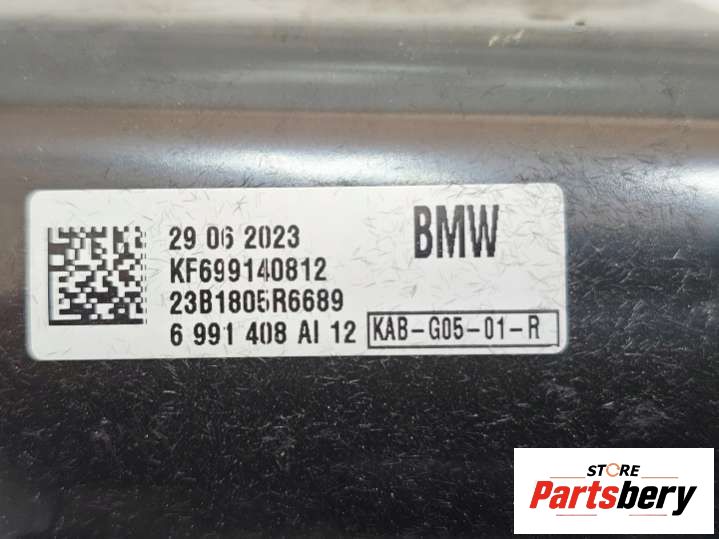 29 06 2023
BMW
KF699140812
23B1805R6689
6 991 408 AI 12 KAB-G05-01-R
STORE
Partsbery